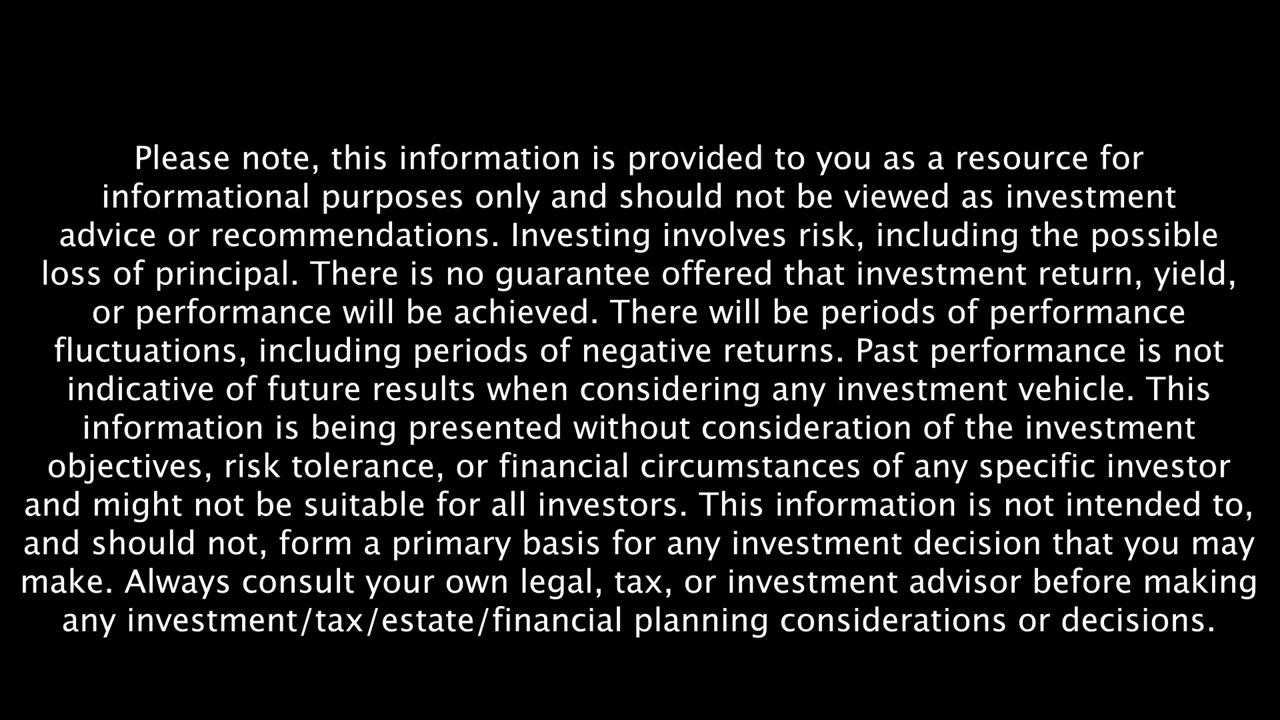 Please note, this information is provided to you as a resource for
informational purposes only and should not be viewed as investment
advice or recommendations. Investing involves risk, including the possible
loss of principal. There is no guarantee offered that investment return, yield,
or performance will be achieved. There will be periods of performance
fluctuations, including periods of negative returns. Past performance is not
indicative of future results when considering any investment vehicle. This
information is being presented without consideration of the investment
objectives, risk tolerance, or financial circumstances of any specific investor
and might not be suitable for all investors. This information is not intended to,
and should not, form a primary basis for any investment decision that you may
make. Always consult your own legal, tax, or investment advisor before making
any investment/tax/estate/financial planning considerations or decisions.